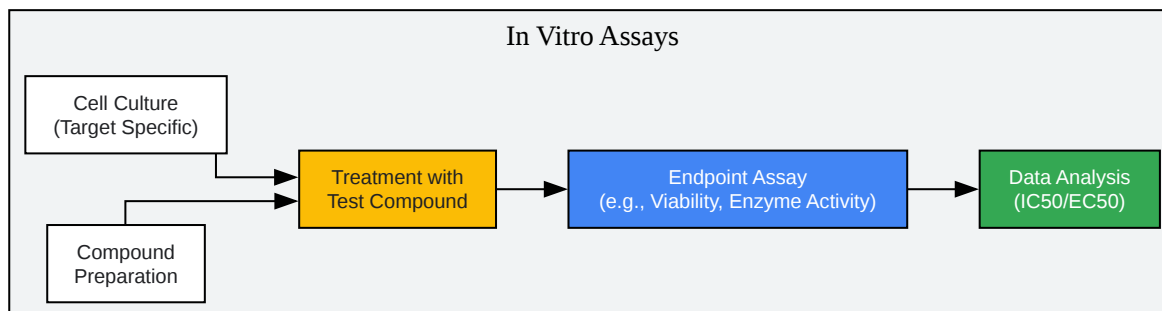 In Vitro Assays
Cell Culture
(Target Specific)
Treatment with
Test Compound
Endpoint Assay
(e.g., Viability, Enzyme Activity)
Data Analysis
(IC50/EC50)
Compound
Preparation